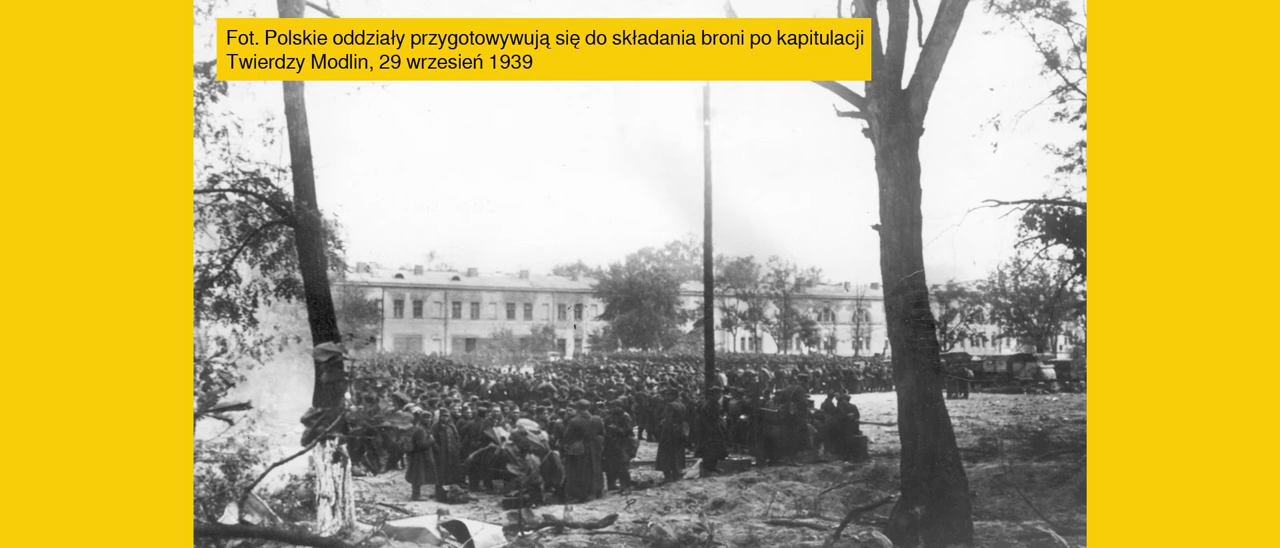 Fot. Polskie oddziały przygotowywują się do składania broni po kapitulacji
Twierdzy Modlin, 29 wrzesień 1939